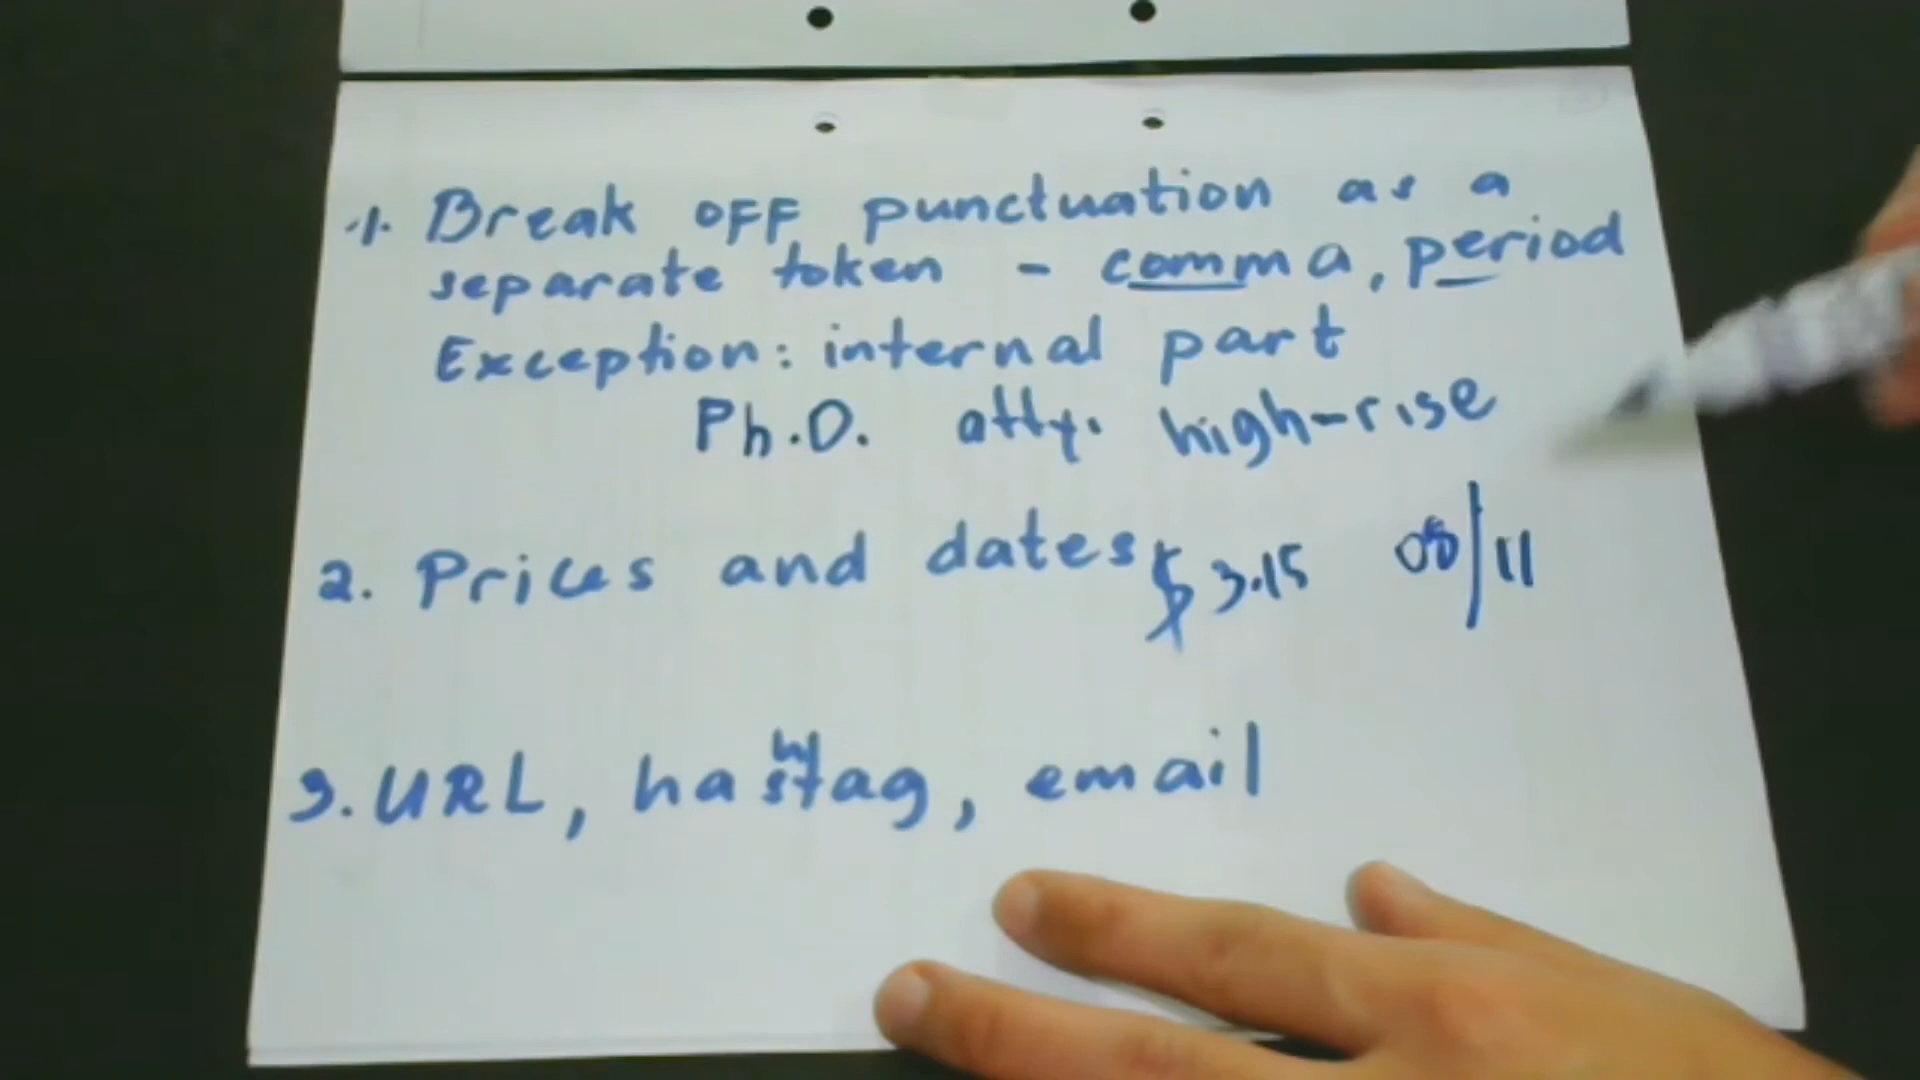 1. Break OFF punctuation as a
separate token - comma, period
Exception: internal part
Ph.D. atty. high-rise
2. Prices and dates $ 3.15 08/11
3. URL, hashtag, email